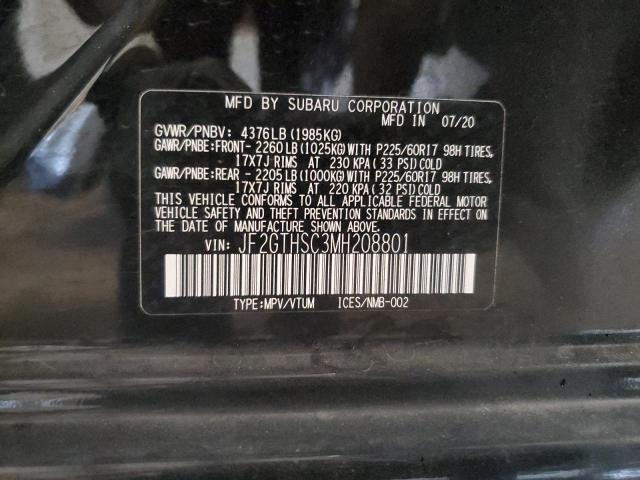 MFD BY SUBARU CORPORATION
MFD IN 07/20
GVWR/PNBV: 4376LB (1985KG)
GAWR/PNBE:FRONT- 2260LB (1025KG) WITH P225/60R17 98H TIRES,
17X7J RIMS AT 230 KPA (33 PSI) COLD
GAWR/PNBE:REAR - 2205LB (1000KG) WITH P225/60R17 98H TIRES,
17X7J RIMS AT 220 KPA (32 PSI) COLD
THIS VEHICLE CONFORMS TO ALL APPLICABLE FEDERAL MOTOR
VEHICLE SAFETY AND THEFT PREVENTION STANDARDS IN EFFECT ON
THE DATE OF MANUFACTURE SHOWN ABOVE.
VIN: JF2GTHSC3MH208801
TYPE:MPV/VTUM ICES/NMB-002